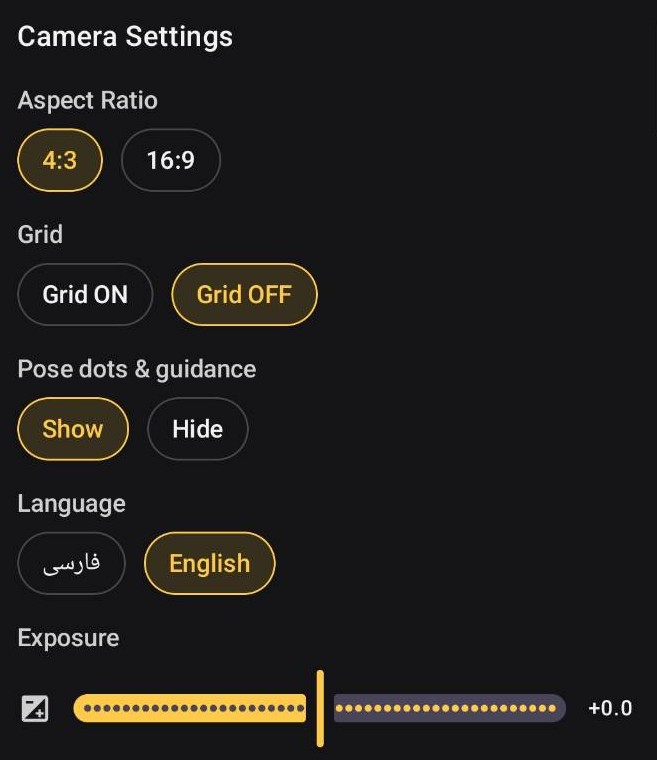 Camera Settings
Aspect Ratio
4:3 16:9
Grid
Grid ON Grid OFF
Pose dots & guidance
Show Hide
Language
فارسی English
Exposure
+0.0